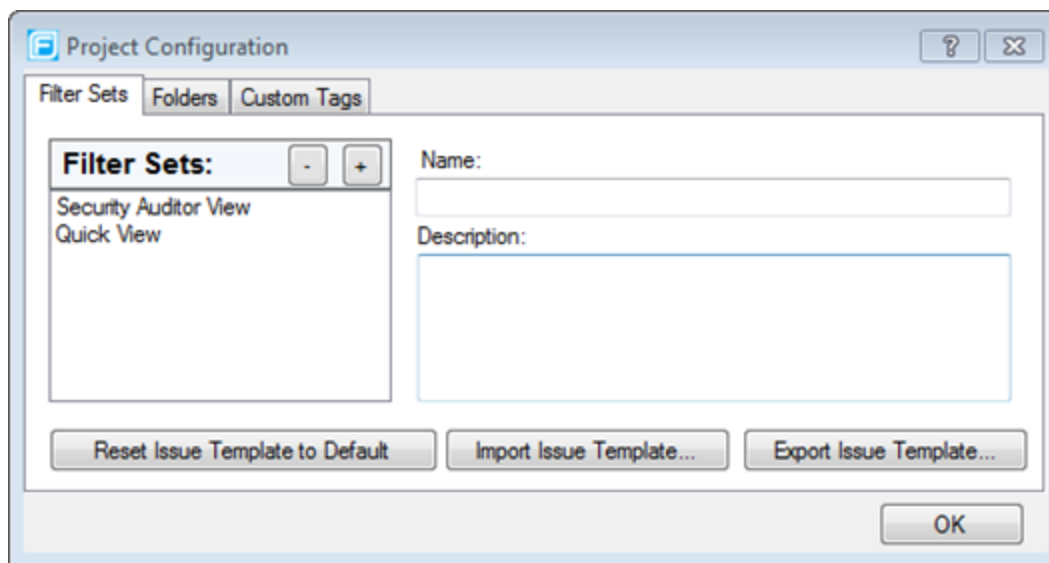 Project Configuration
Filter Sets Folders Custom Tags
Filter Sets: - +
Security Auditor View
Quick View
Name:
Description:
Reset Issue Template to Default Import Issue Template... Export Issue Template...
OK